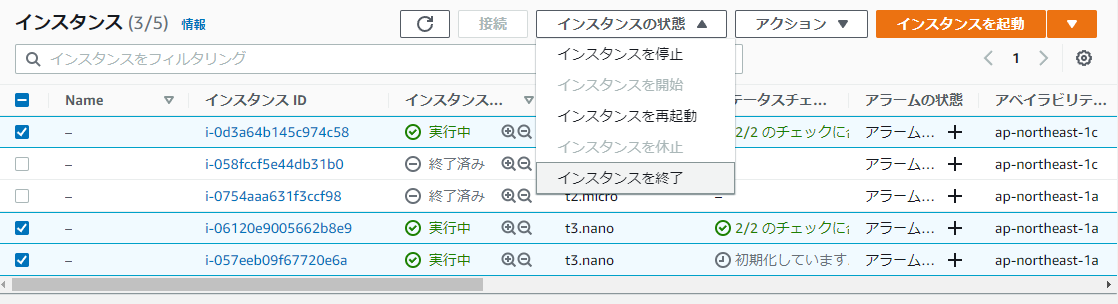 インスタンス (3/5) 情報 接続 インスタンスの状態 アクション インスタンスを起動
インスタンスをフィルタリング 1
インスタンスを停止
インスタンスを開始
インスタンスを再起動
インスタンスを休止
インスタンスを終了
Name インスタンス ID インスタンス... テータスチェ... アラームの状態 アベイラビリテ...
– i-0d3a64b145c974c58 実行中 2/2 のチェックに合 アラーム... ap-northeast-1c
– i-058fccf5e44db31b0 終了済み アラーム... ap-northeast-1c
– i-0754aaa631f3ccf98 終了済み t2.micro – アラーム... ap-northeast-1a
– i-06120e9005662b8e9 実行中 t3.nano 2/2 のチェックに合 アラーム... ap-northeast-1a
– i-057eeb09f67720e6a 実行中 t3.nano 初期化しています. アラーム... ap-northeast-1a